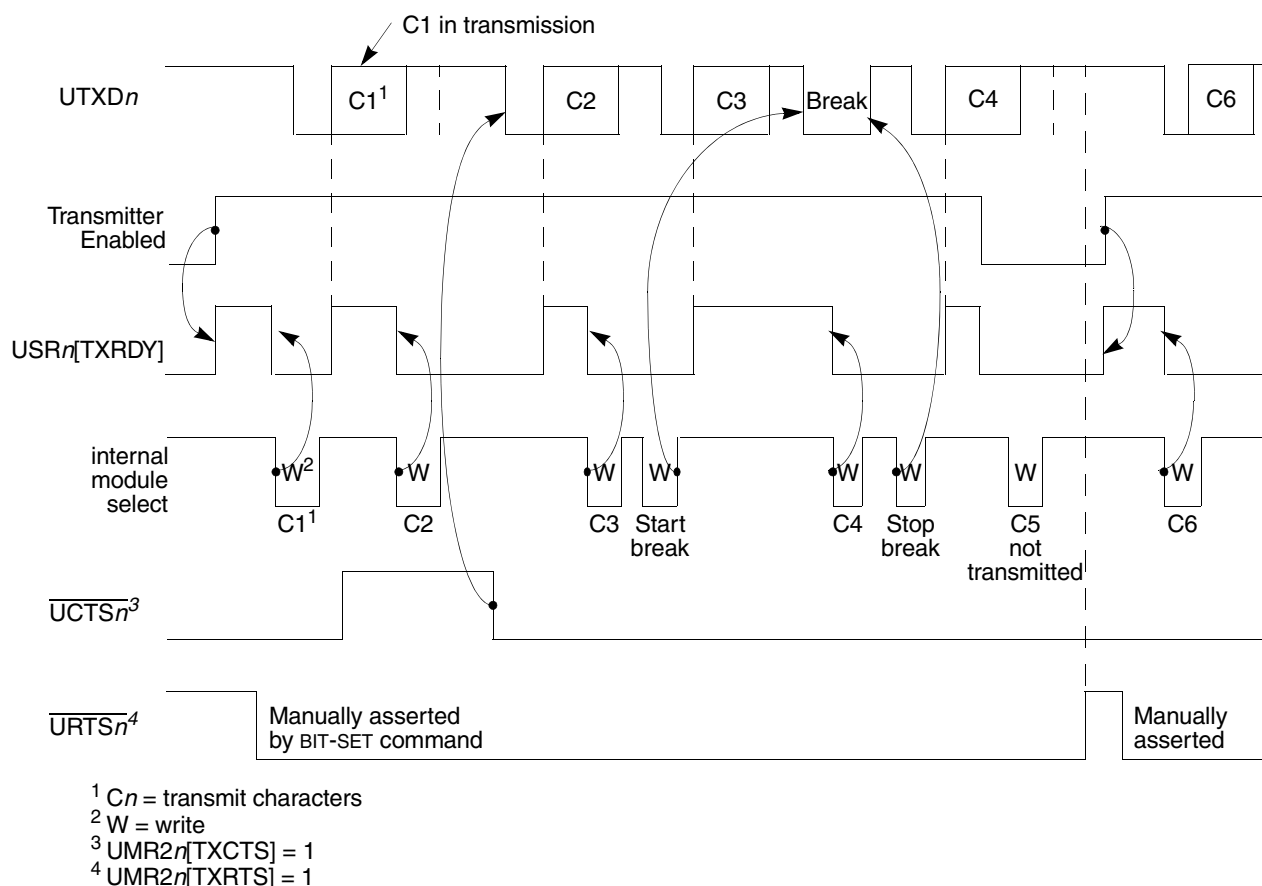 C1 in transmission
UTXDn
C1¹
C2
C3
Break
C4
C6
Transmitter
Enabled
USRn[TXRDY]
internal
module
select
W²
W
W
W
W
W
W
W
C1¹
C2
C3
Start
break
C4
Stop
break
C5
not
transmitted
C6
UCTSn³
URTSn⁴
Manually asserted
by BIT-SET command
Manually
asserted
¹ Cn = transmit characters
² W = write
³ UMR2n[TXCTS] = 1
⁴ UMR2n[TXRTS] = 1